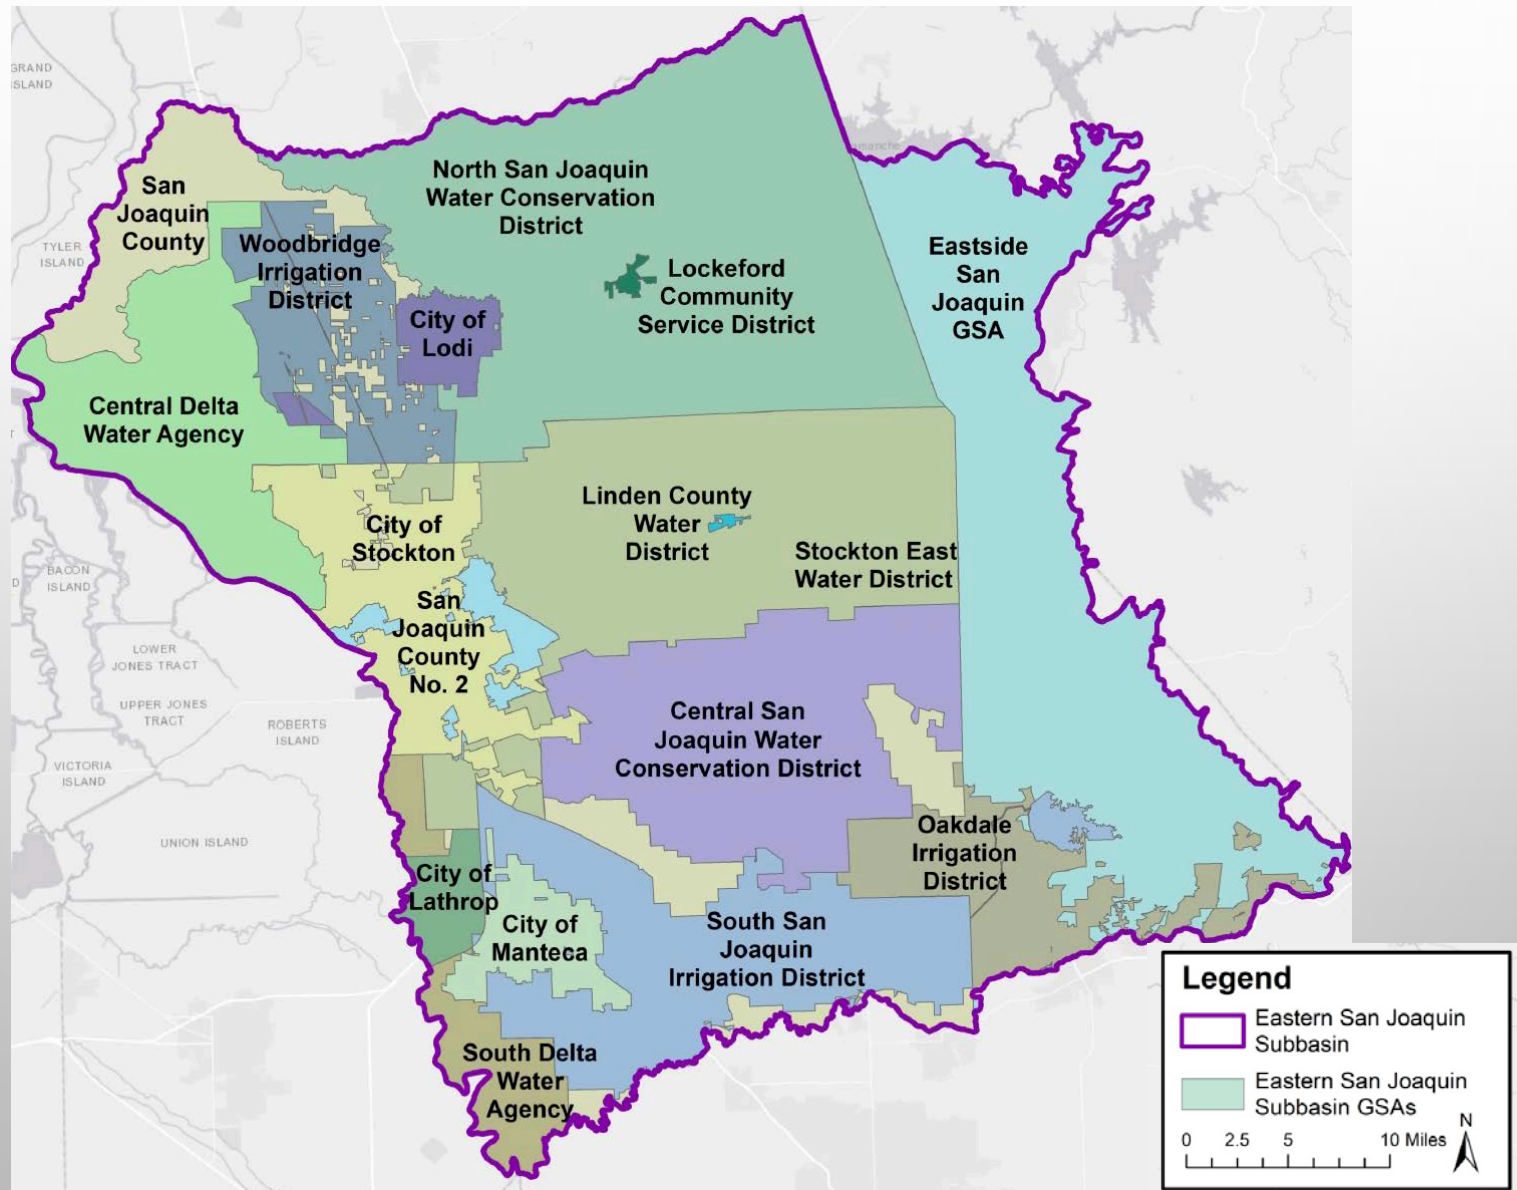 GRAND
ISLAND
San
Joaquin
County
TYLER
ISLAND
North San Joaquin
Water Conservation
District
Woodbridge
Irrigation
District
City of
Lodi
Lockeford
Community
Service District
Eastside
San
Joaquin
GSA
Central Delta
Water Agency
City of
Stockton
Linden County
Water
District
Stockton East
Water District
BACON
ISLAND
San
Joaquin
County
No. 2
LOWER
JONES TRACT
UPPER JONES
TRACT
ROBERTS
ISLAND
VICTORIA
ISLAND
Central San
Joaquin Water
Conservation District
UNION ISLAND
Oakdale
Irrigation
District
City of
Lathrop
City of
Manteca
South San
Joaquin
Irrigation District
South Delta
Water
Agency
Legend
Eastern San Joaquin
Subbasin
Eastern San Joaquin
Subbasin GSAs
0 2.5 5 10 Miles
N